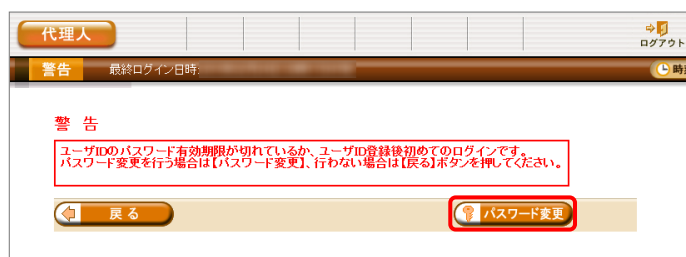 代理人
ログアウト
警告 最終ログイン日時:
警 告
ユーザIDのパスワード有効期限が切れているか、ユーザID登録後初めてのログインです。
パスワード変更を行う場合は【パスワード変更】、行わない場合は【戻る】ボタンを押してください。
戻 る パスワード変更